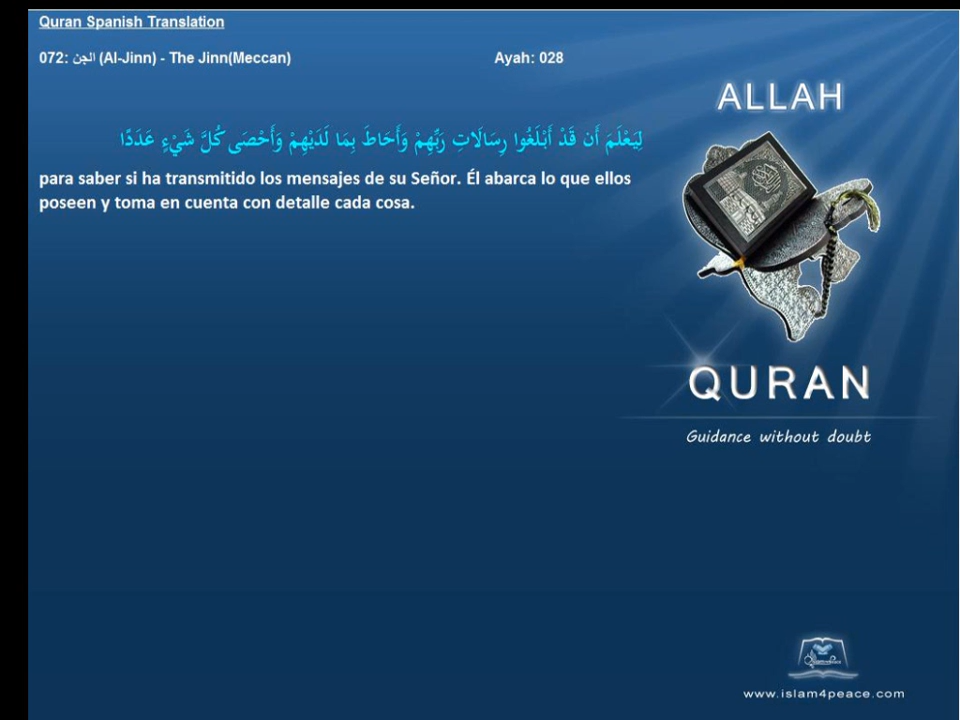 Quran Spanish Translation
072: الجن (Al-Jinn) - The Jinn(Meccan) Ayah: 028
ALLAH
لِيَعْلَمَ أَن قَدْ أَبْلَغُوا رِسَالَاتِ رَبِّهِمْ وَأَحَاطَ بِمَا لَدَيْهِمْ وَأَحْصَى كُلَّ شَيْءٍ عَدَدًا
para saber si ha transmitido los mensajes de su Señor. Él abarca lo que ellos
poseen y toma en cuenta con detalle cada cosa.
QURAN
Guidance without doubt
www.islam4peace.com